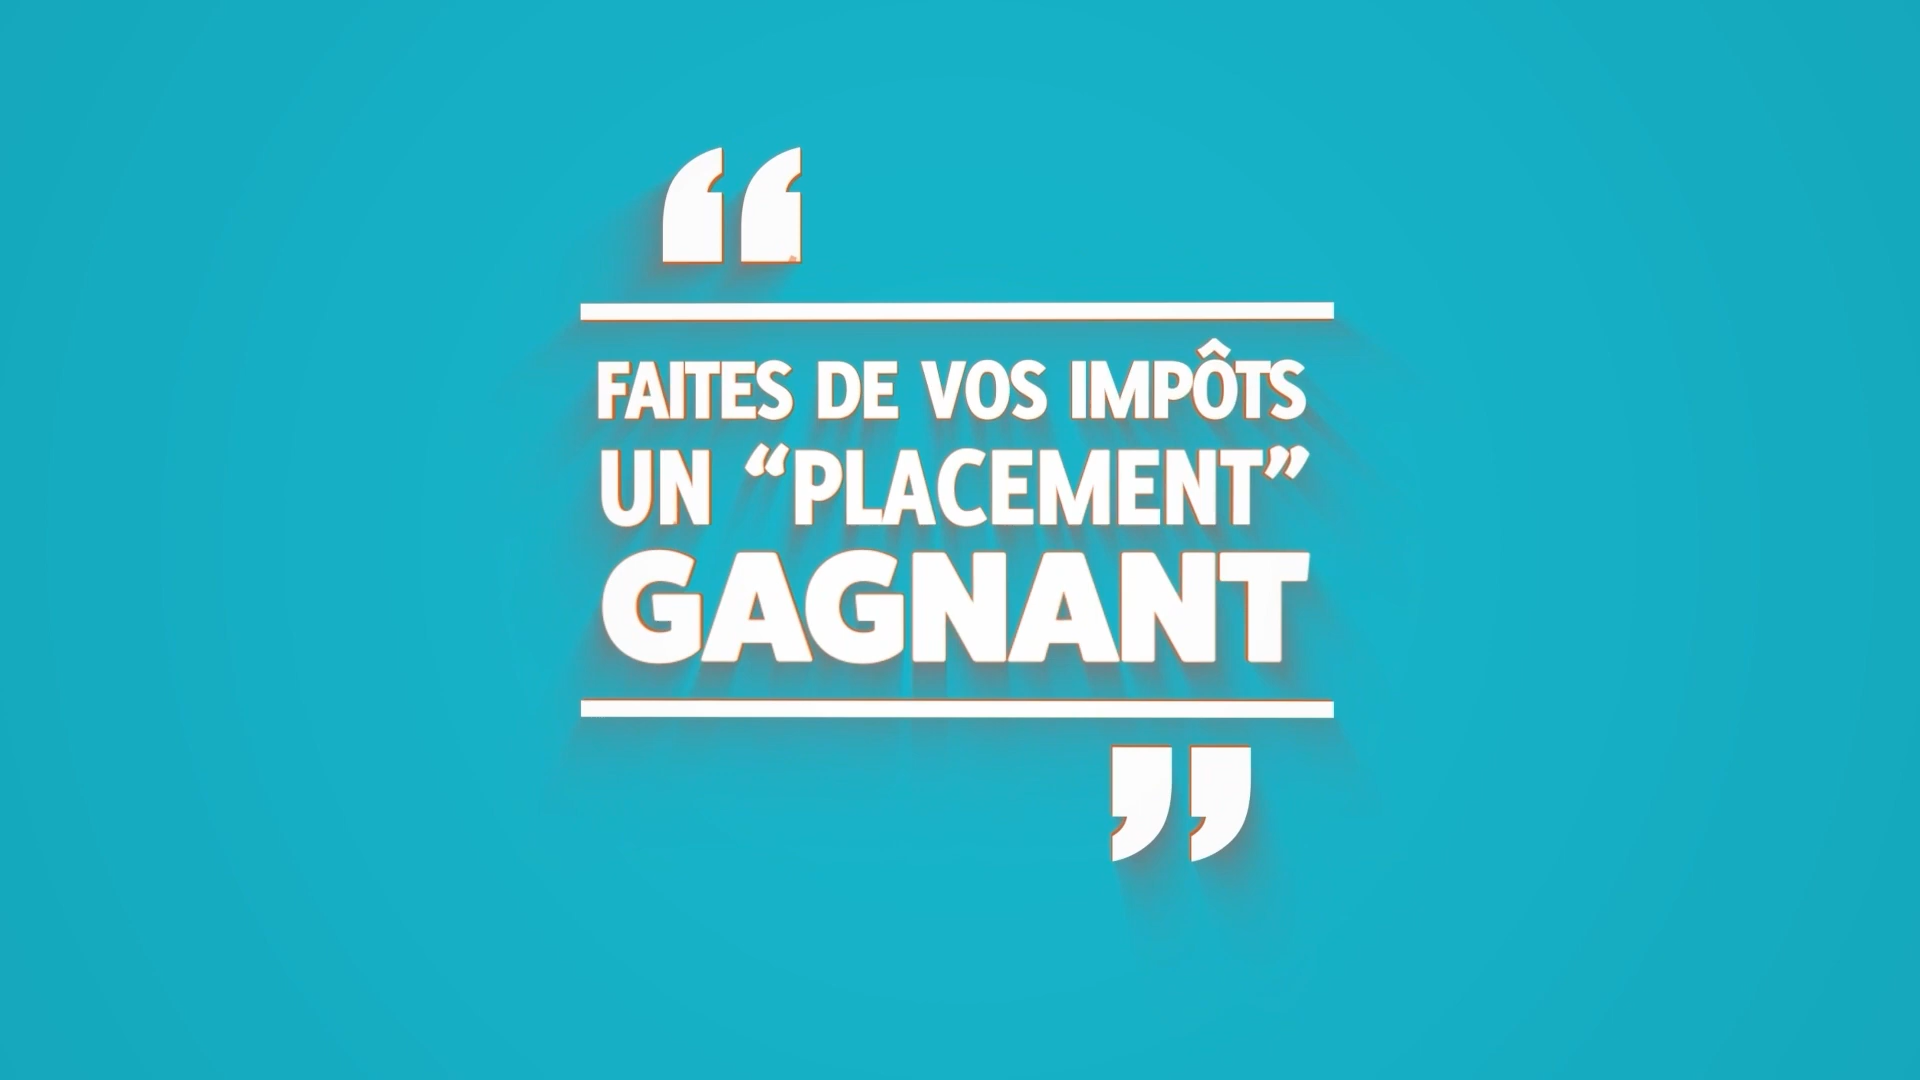 “
FAITES DE VOS IMPÔTS
UN “PLACEMENT”
GAGNANT
”